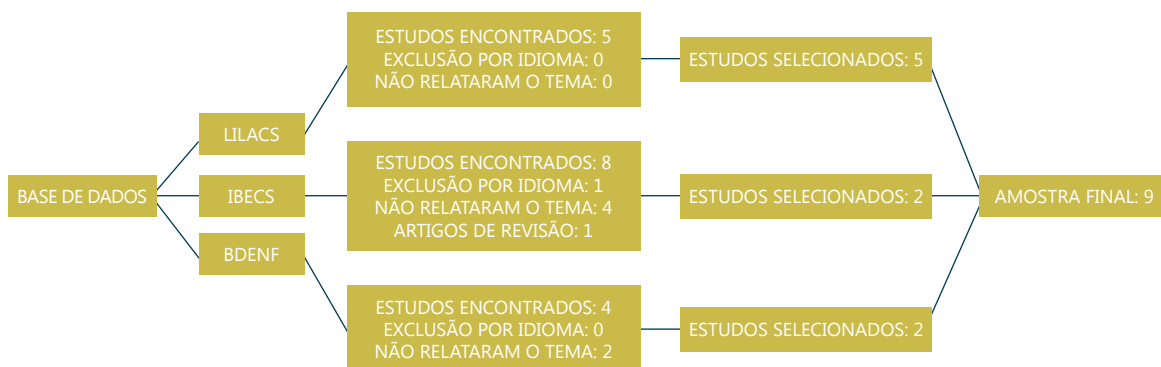 BASE DE DADOS
LILACS
IBECS
BDENF
ESTUDOS ENCONTRADOS: 5
EXCLUSÃO POR IDIOMA: 0
NÃO RELATARAM O TEMA: 0
ESTUDOS ENCONTRADOS: 8
EXCLUSÃO POR IDIOMA: 1
NÃO RELATARAM O TEMA: 4
ARTIGOS DE REVISÃO: 1
ESTUDOS ENCONTRADOS: 4
EXCLUSÃO POR IDIOMA: 0
NÃO RELATARAM O TEMA: 2
ESTUDOS SELECIONADOS: 5
ESTUDOS SELECIONADOS: 2
ESTUDOS SELECIONADOS: 2
AMOSTRA FINAL: 9